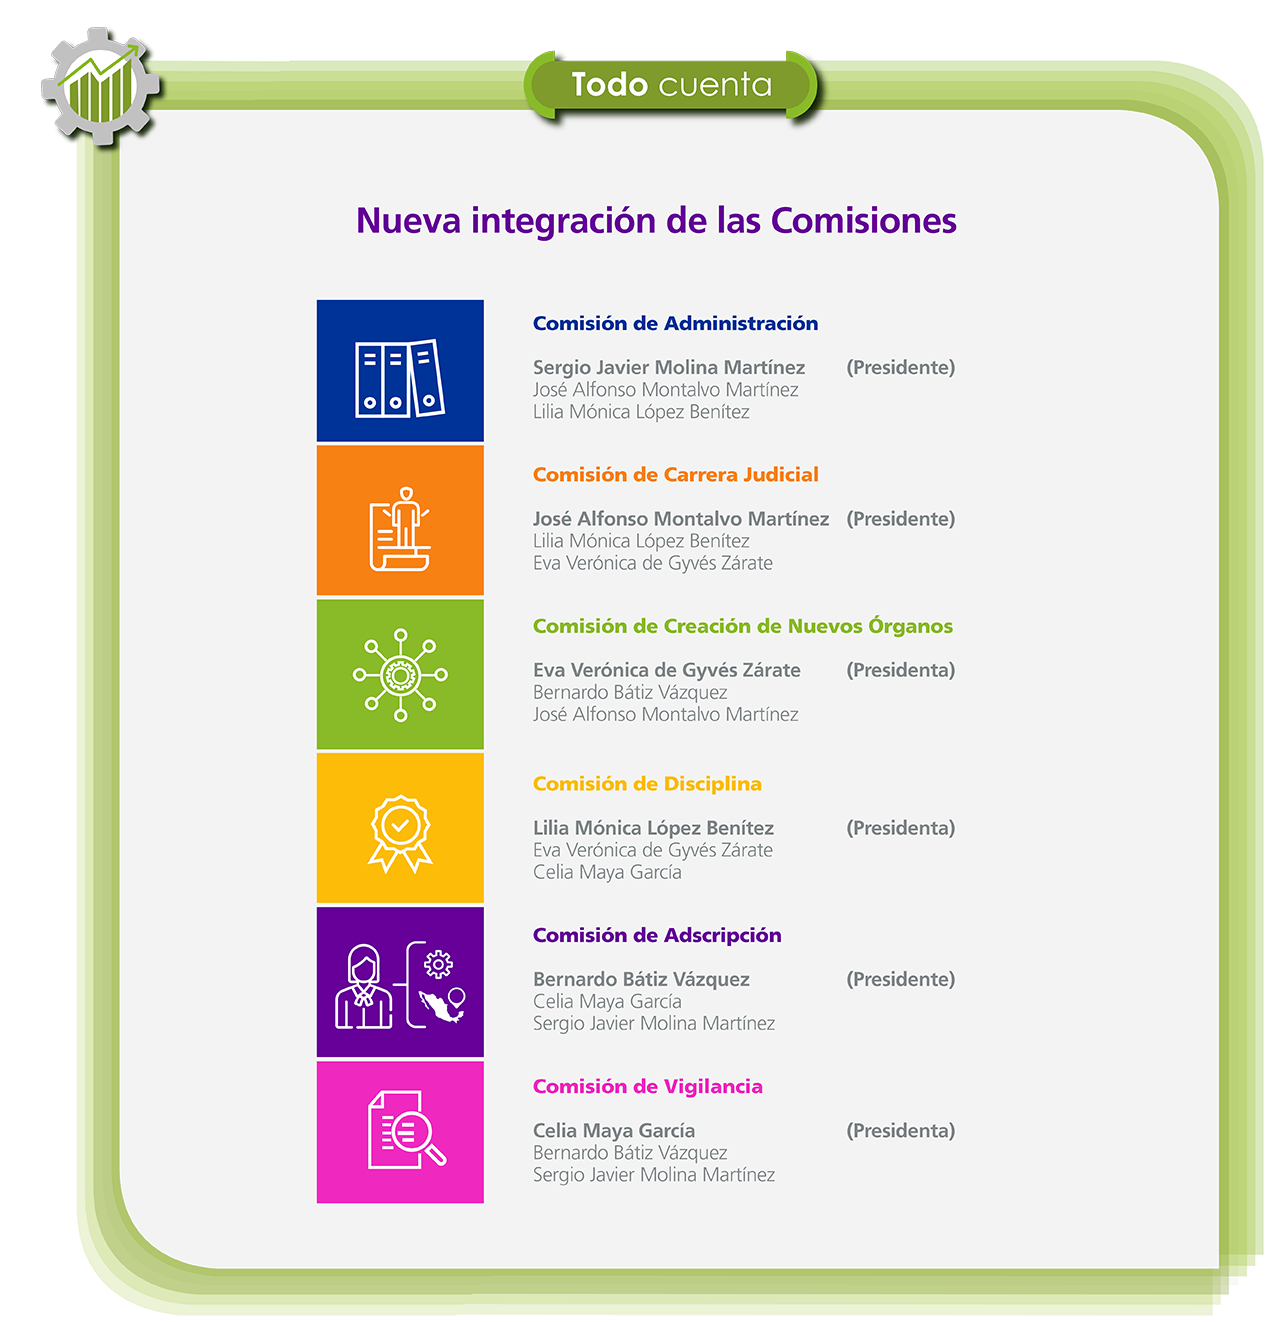 Todo cuenta
Nueva integración de las Comisiones
Comisión de Administración
Sergio Javier Molina Martínez (Presidente)
José Alfonso Montalvo Martínez
Lilia Mónica López Benítez
Comisión de Carrera Judicial
José Alfonso Montalvo Martínez (Presidente)
Lilia Mónica López Benítez
Eva Verónica de Gyvés Zárate
Comisión de Creación de Nuevos Órganos
Eva Verónica de Gyvés Zárate (Presidenta)
Bernardo Bátiz Vázquez
José Alfonso Montalvo Martínez
Comisión de Disciplina
Lilia Mónica López Benítez (Presidenta)
Eva Verónica de Gyvés Zárate
Celia Maya García
Comisión de Adscripción
Bernardo Bátiz Vázquez (Presidente)
Celia Maya García
Sergio Javier Molina Martínez
Comisión de Vigilancia
Celia Maya García (Presidenta)
Bernardo Bátiz Vázquez
Sergio Javier Molina Martínez